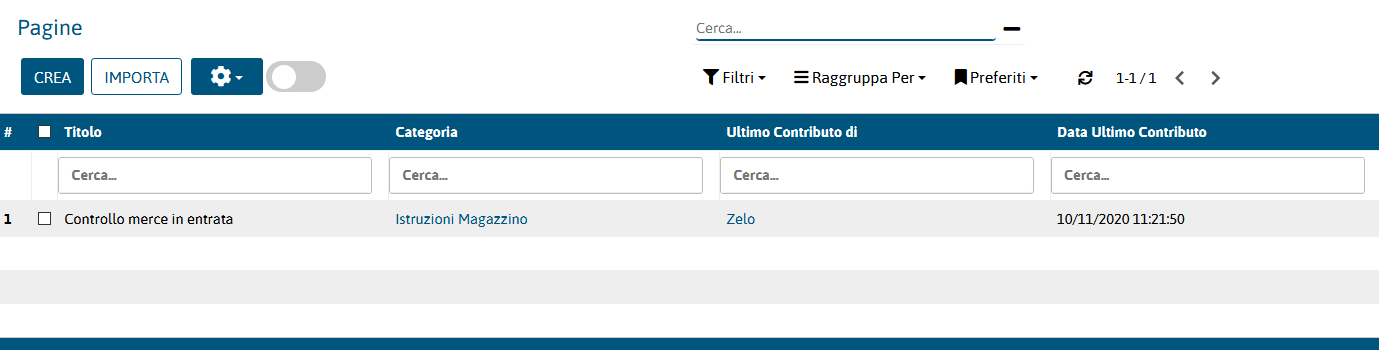 Pagine
Cerca...
CREA IMPORTA Filtri Raggruppa Per Preferiti 1-1 / 1
# Titolo Categoria Ultimo Contributo di Data Ultimo Contributo
Cerca... Cerca... Cerca... Cerca...
1 Controllo merce in entrata Istruzioni Magazzino Zelo 10/11/2020 11:21:50